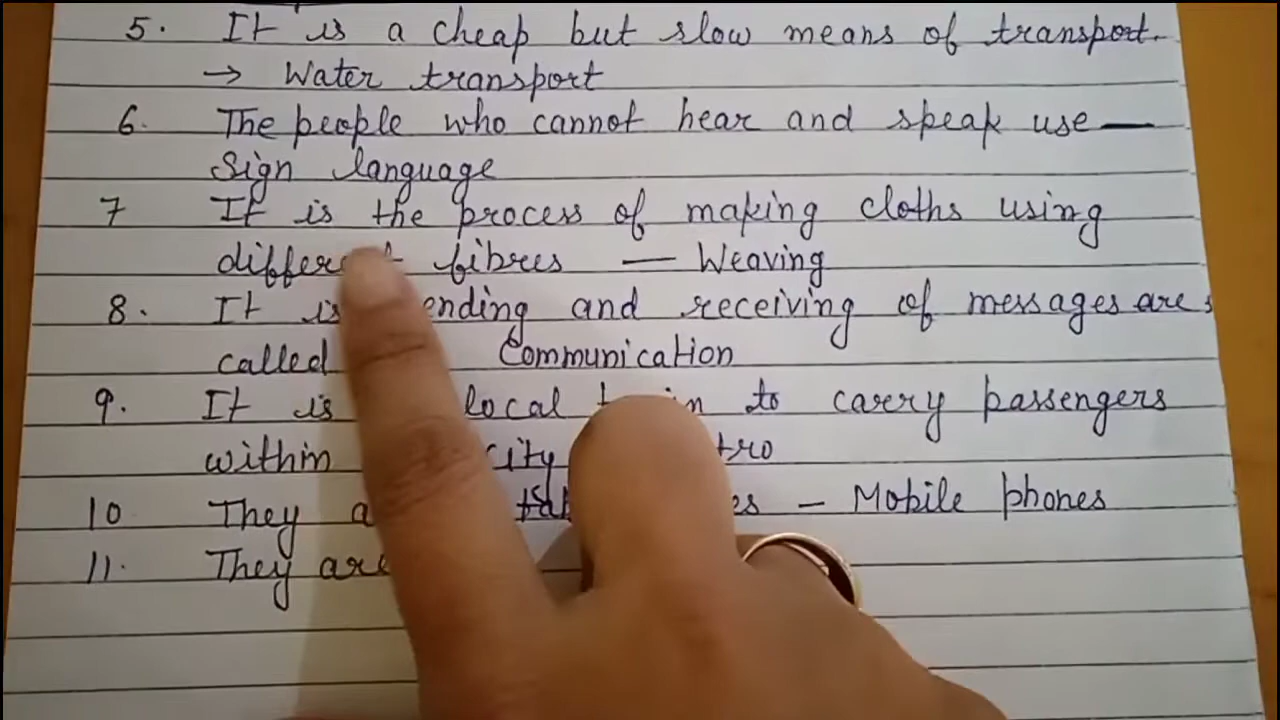 5. It is a cheap but slow means of transport.
→ Water transport
6. The people who cannot hear and speak use —
Sign language
7 It is the process of making cloths using
different fibres — Weaving
8. It is ending and receiving of messages are
called Communication
9. It is local to carry passengers
within city
10 They — Mobile phones
11. They are